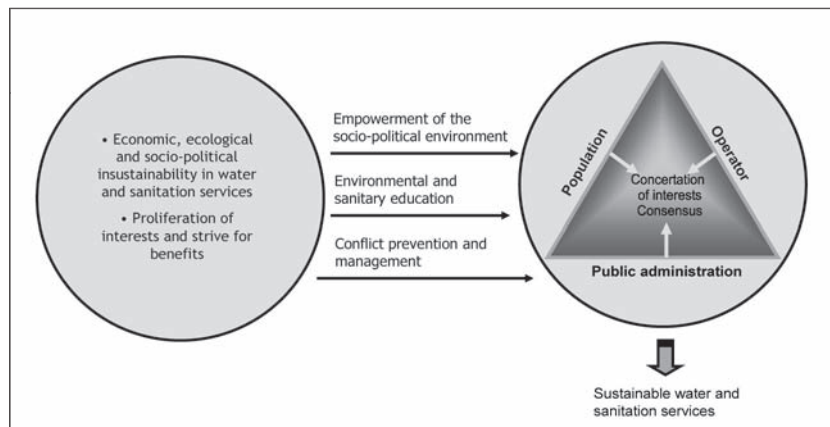 • Economic, ecological
and socio-political
insustainability in water
and sanitation services
• Proliferation of
interests and strive for
benefits
Empowerment of the
socio-political environment
Environmental and
sanitary education
Conflict prevention and
management
Population
Operator
Concertation
of interests
Consensus
Public administration
Sustainable water and
sanitation services